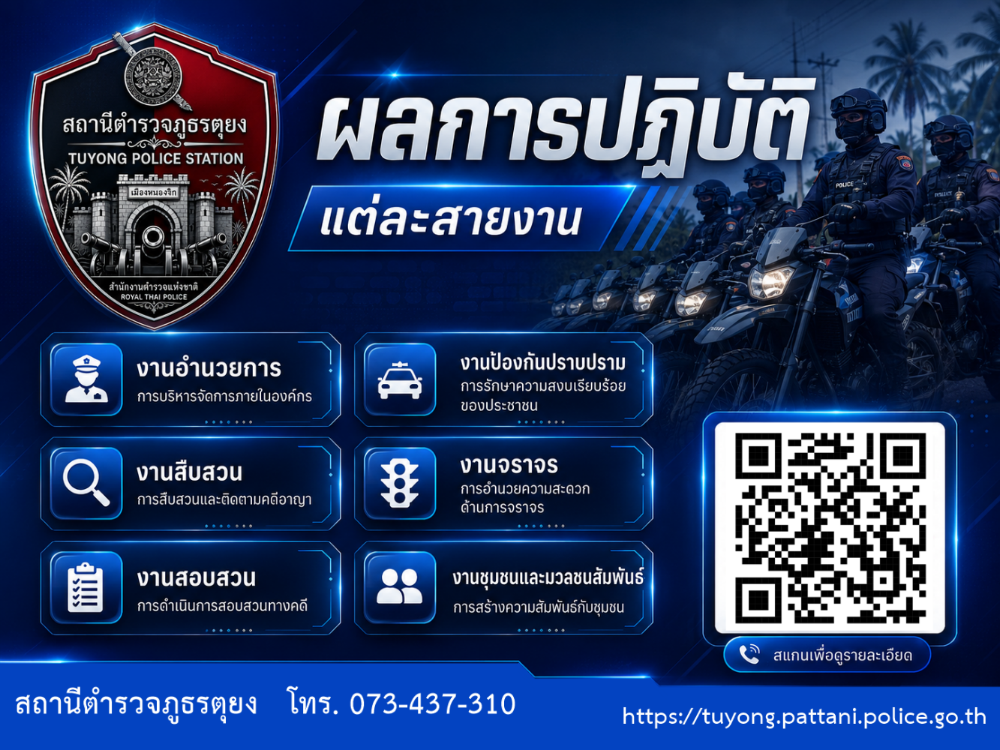 สถานีตำรวจภูธรตุยง
TUYONG POLICE STATION
เมืองหนองจิก
สำนักงานตำรวจแห่งชาติ
ROYAL THAI POLICE
ผลการปฏิบัติ
แต่ละสายงาน
POLICE
งานอำนวยการ
การบริหารจัดการภายในองค์กร
งานป้องกันปราบปราม
การรักษาความสงบเรียบร้อย
ของประชาชน
งานสืบสวน
การสืบสวนและติดตามคดีอาญา
งานจราจร
การอำนวยความสะดวก
ด้านการจราจร
งานสอบสวน
การดำเนินการสอบสวนทางคดี
งานชุมชนและมวลชนสัมพันธ์
การสร้างความสัมพันธ์กับชุมชน
สแกนเพื่อดูรายละเอียด
สถานีตำรวจภูธรตุยง โทร. 073-437-310
https://tuyong.pattani.police.go.th